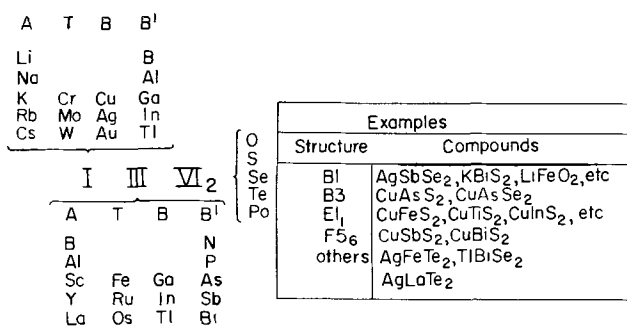 A T B B'
Li B
Na Al
K Cr Cu Ga
Rb Mo Ag In
Cs W Au Tl
I III VI2
O
S
Se
Te
Po
A T B B'
B N
Al P
Sc Fe Ga As
Y Ru In Sb
La Os Tl Bi
Examples
Structure Compounds
B1 AgSbSe2,KBiS2,LiFeO2,etc
B3 CuAsS2,CuAsSe2
E11 CuFeS2,CuTiS2,CuInS2, etc
F56 CuSbS2,CuBiS2
others AgFeTe2,TlBiSe2
AgLaTe2